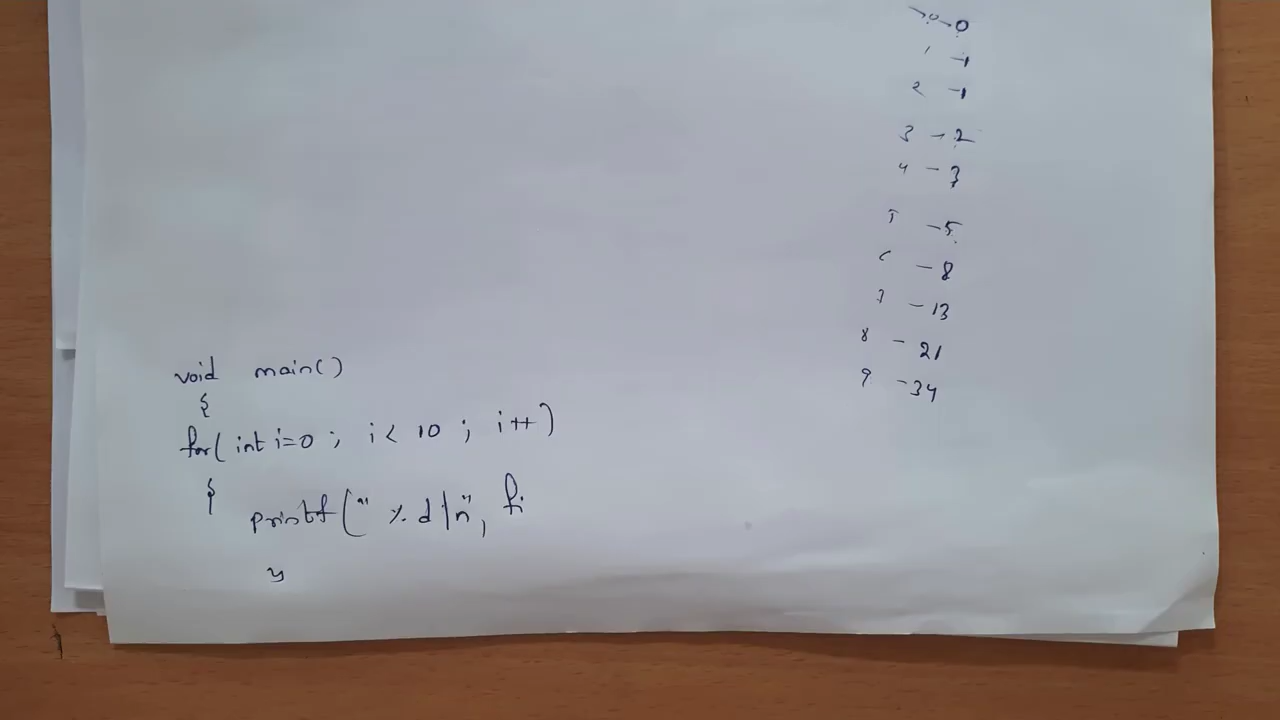 0 - 0
1 - 1
2 - 1
3 - 2
4 - 3
5 - 5
6 - 8
7 - 13
8 - 21
9 - 34
void main()
{
for( int i=0 ; i < 10 ; i++)
{
printf(" %d\n", fi
}